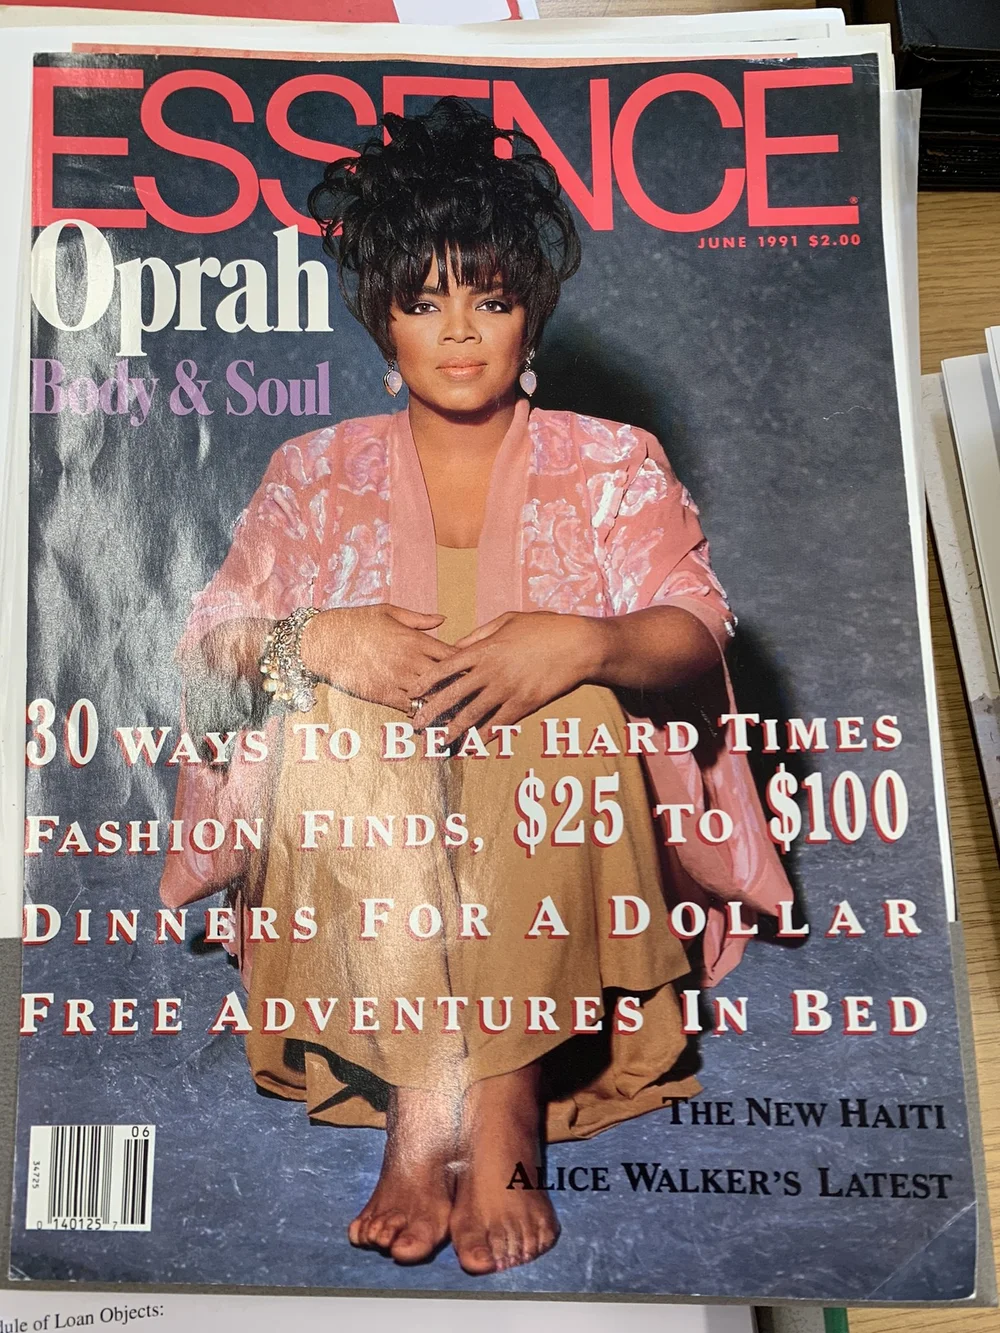 ESSENCE
JUNE 1991 $2.00
Oprah
Body & Soul
30 WAYS TO BEAT HARD TIMES
FASHION FINDS, $25 TO $100
DINNERS FOR A DOLLAR
FREE ADVENTURES IN BED
THE NEW HAITI
ALICE WALKER'S LATEST
06
34725
0 140125 7
dule of Loan Objects: